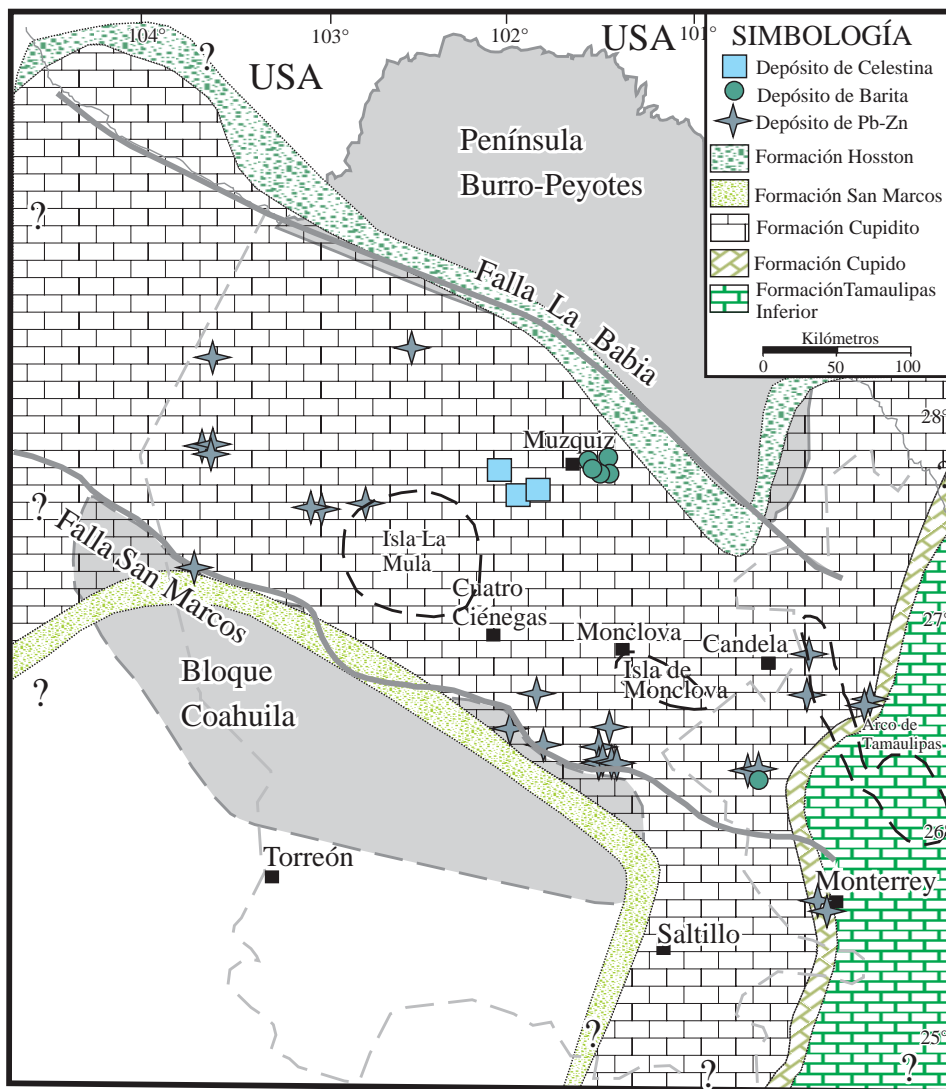 104°
103°
102°
101°
USA
USA
?
SIMBOLOGÍA
Depósito de Celestina
Depósito de Barita
Depósito de Pb-Zn
Formación Hosston
Formación San Marcos
Formación Cupidito
Formación Cupido
FormaciónTamaulipas
Inferior
Kilómetros
0 50 100
Península
Burro-Peyotes
?
Falla La Babia
28°
Muzquiz
?
?
Falla San Marcos
Isla La
Mula
Cuatro
Ciénegas
27°
Monclova
Candela
Isla de
Monclova
Bloque
Coahuila
?
Arco de
Tamaulipas
26°
Torreón
Monterrey
Saltillo
?
25°
?
?